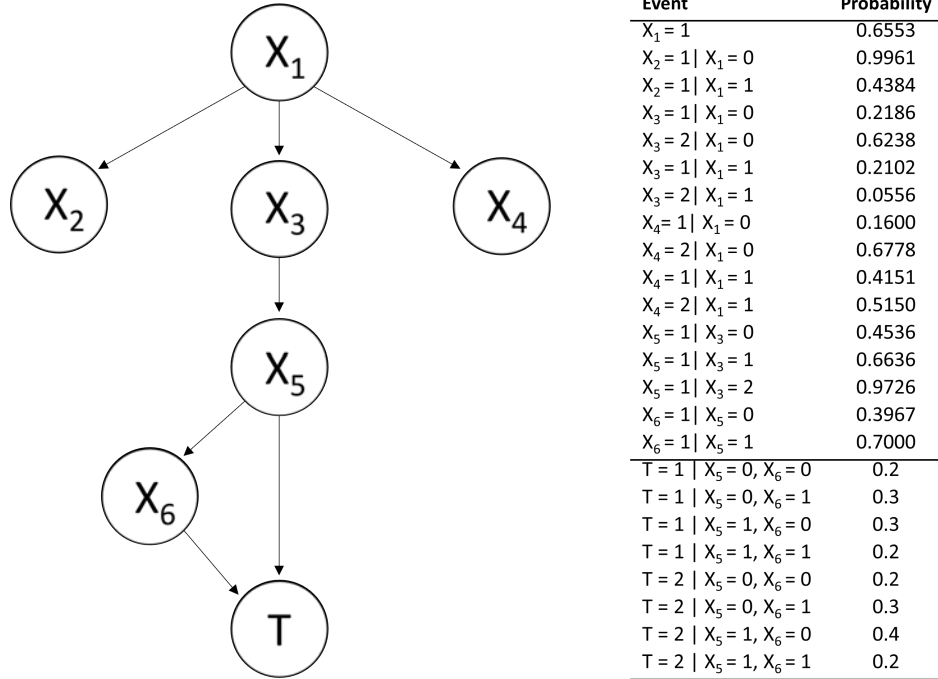 X1
X2
X3
X4
X5
X6
T
Event Probability
X1 = 1 0.6553
X2 = 1| X1 = 0 0.9961
X2 = 1| X1 = 1 0.4384
X3 = 1| X1 = 0 0.2186
X3 = 2| X1 = 0 0.6238
X3 = 1| X1 = 1 0.2102
X3 = 2| X1 = 1 0.0556
X4= 1| X1 = 0 0.1600
X4 = 2| X1 = 0 0.6778
X4 = 1| X1 = 1 0.4151
X4 = 2| X1 = 1 0.5150
X5 = 1| X3 = 0 0.4536
X5 = 1| X3 = 1 0.6636
X5 = 1| X3 = 2 0.9726
X6 = 1| X5 = 0 0.3967
X6 = 1| X5 = 1 0.7000
T = 1 | X5 = 0, X6 = 0 0.2
T = 1 | X5 = 0, X6 = 1 0.3
T = 1 | X5 = 1, X6 = 0 0.3
T = 1 | X5 = 1, X6 = 1 0.2
T = 2 | X5 = 0, X6 = 0 0.2
T = 2 | X5 = 0, X6 = 1 0.3
T = 2 | X5 = 1, X6 = 0 0.4
T = 2 | X5 = 1, X6 = 1 0.2